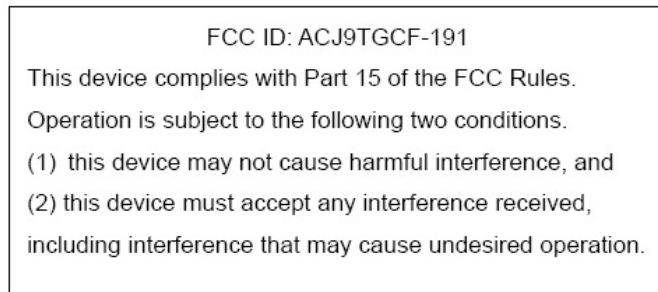 FCC ID: ACJ9TGCF-191
This device complies with Part 15 of the FCC Rules.
Operation is subject to the following two conditions.
(1) this device may not cause harmful interference, and
(2) this device must accept any interference received,
including interference that may cause undesired operation.